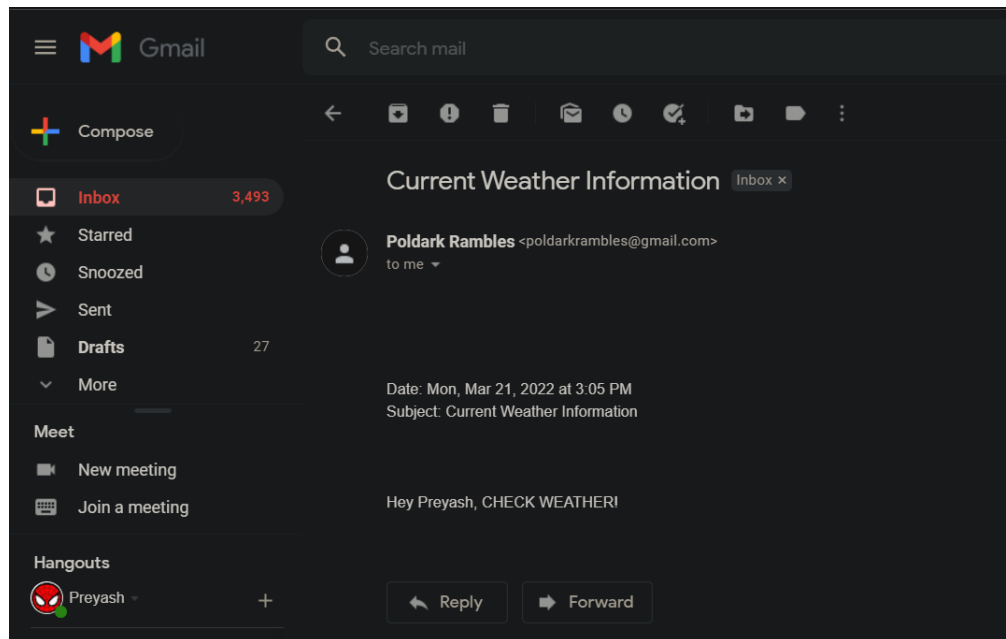 Gmail
Search mail
Compose
Inbox 3,493
Starred
Snoozed
Sent
Drafts 27
More
Meet
New meeting
Join a meeting
Hangouts
Preyash
Current Weather Information Inbox ×
Poldark Rambles <poldarkrambles@gmail.com>
to me
Date: Mon, Mar 21, 2022 at 3:05 PM
Subject: Current Weather Information
Hey Preyash, CHECK WEATHER!
Reply Forward